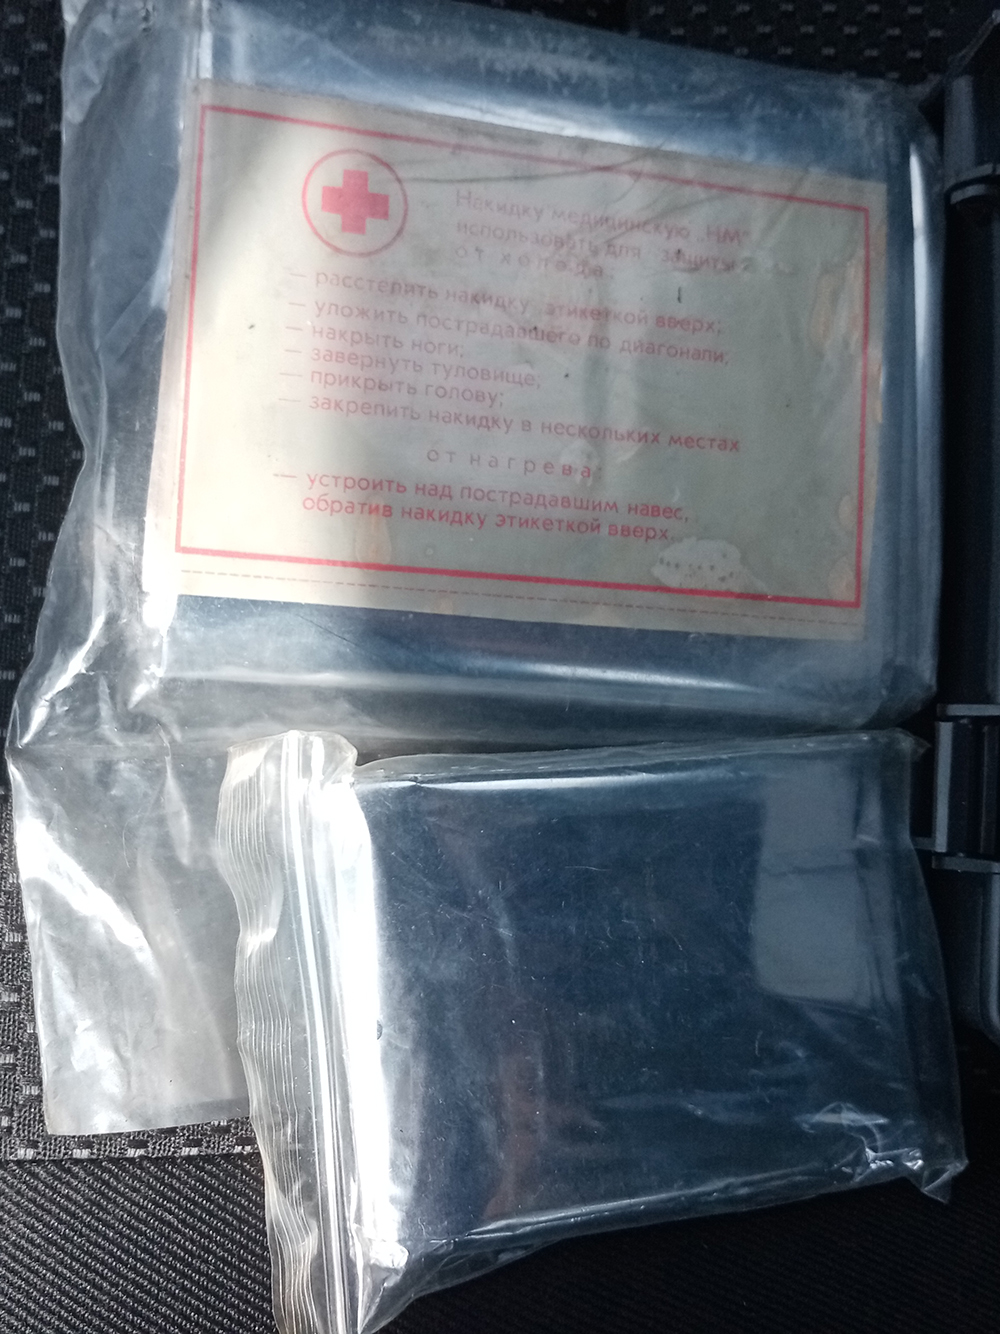 Накидку медицинскую „НМ"
использовать для защиты
от холода:
— расстелить накидку этикеткой вверх;
— уложить пострадавшего по диагонали;
— накрыть ноги;
— завернуть туловище;
— прикрыть голову;
— закрепить накидку в нескольких местах
от нагрева:
— устроить над пострадавшим навес,
обратив накидку этикеткой вверх.